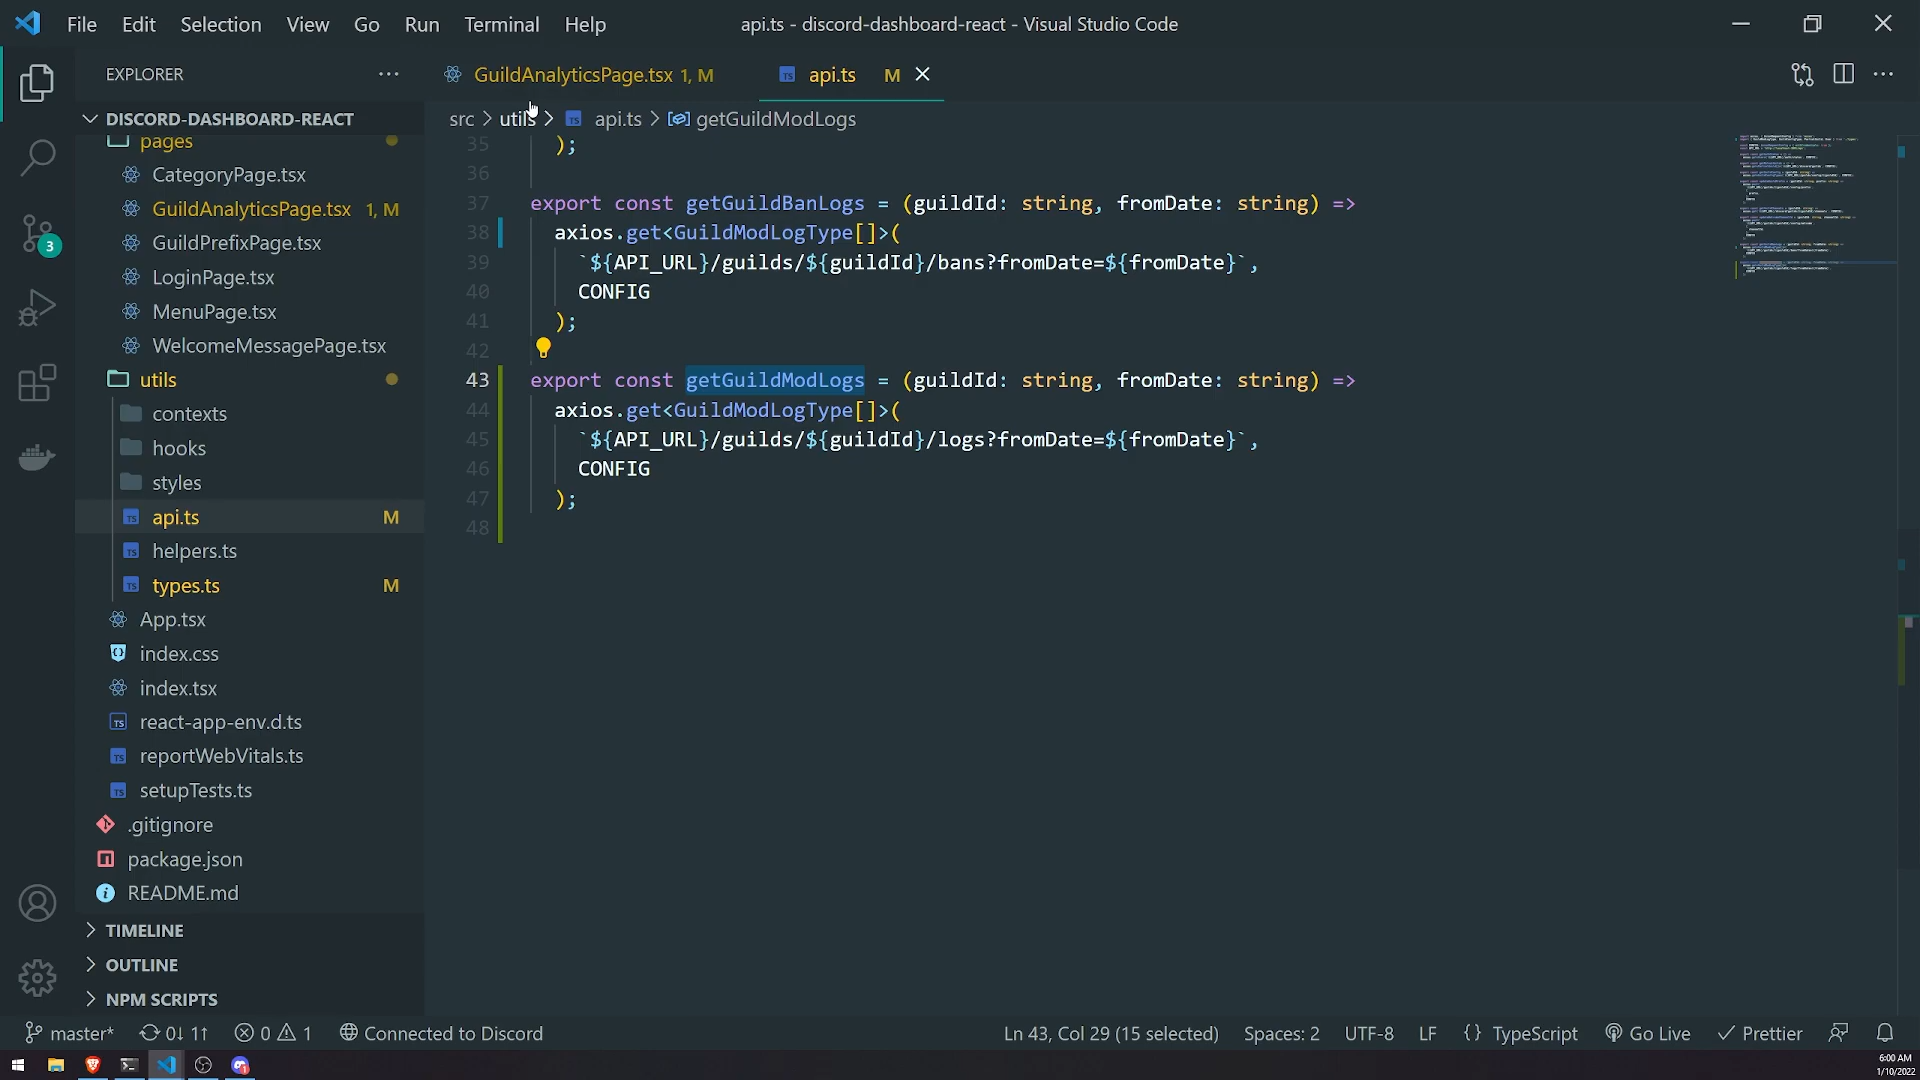 File Edit Selection View Go Run Terminal Help
api.ts - discord-dashboard-react - Visual Studio Code
EXPLORER
DISCORD-DASHBOARD-REACT
pages
CategoryPage.tsx
GuildAnalyticsPage.tsx 1, M
GuildPrefixPage.tsx
LoginPage.tsx
MenuPage.tsx
WelcomeMessagePage.tsx
utils
contexts
hooks
styles
api.ts M
helpers.ts
types.ts M
App.tsx
index.css
index.tsx
react-app-env.d.ts
reportWebVitals.ts
setupTests.ts
.gitignore
package.json
README.md
TIMELINE
OUTLINE
NPM SCRIPTS
3
GuildAnalyticsPage.tsx 1, M
api.ts M
src > utils > api.ts > getGuildModLogs
35 );
36
37 export const getGuildBanLogs = (guildId: string, fromDate: string) =>
38 axios.get<GuildModLogType[]>(
39 `${API_URL}/guilds/${guildId}/bans?fromDate=${fromDate}`,
40 CONFIG
41 );
42
43 export const getGuildModLogs = (guildId: string, fromDate: string) =>
44 axios.get<GuildModLogType[]>(
45 `${API_URL}/guilds/${guildId}/logs?fromDate=${fromDate}`,
46 CONFIG
47 );
48
master* 0↓ 1↑ 0 1 Connected to Discord
Ln 43, Col 29 (15 selected) Spaces: 2 UTF-8 LF {} TypeScript Go Live Prettier
6:00 AM
1/10/2022